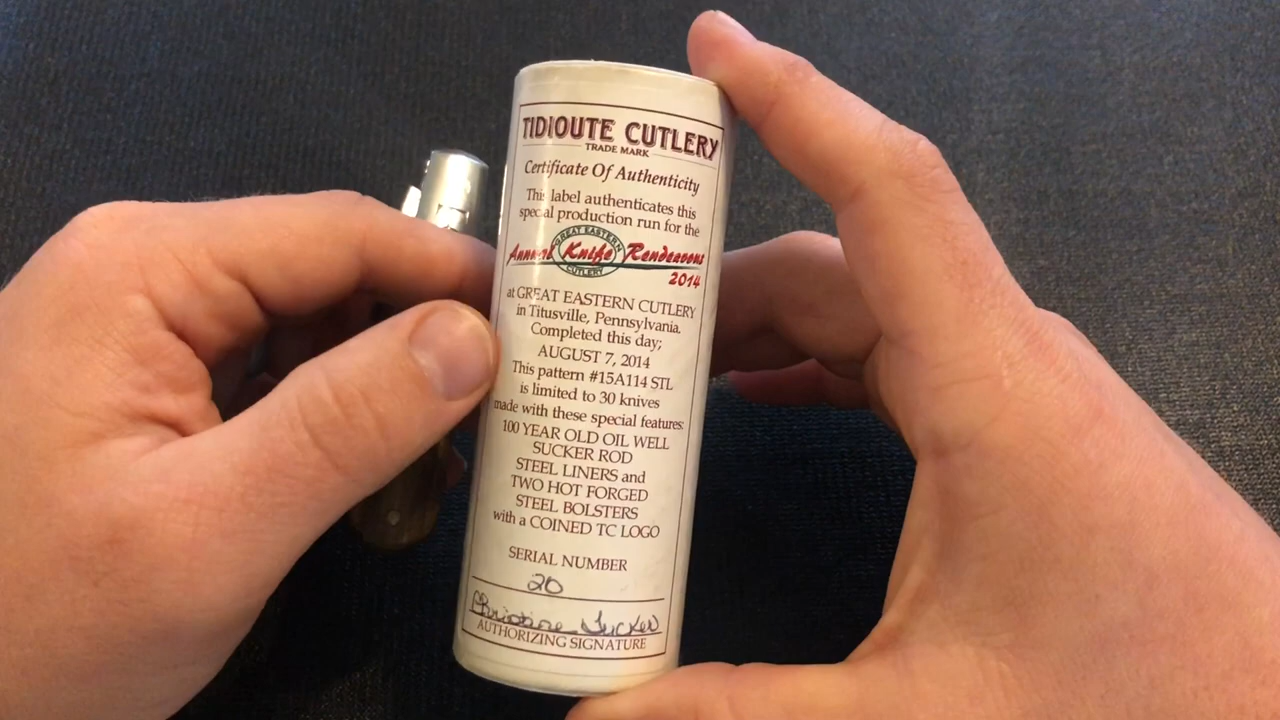 TIDIOUTE CUTLERY
TRADE MARK
Certificate Of Authenticity
This label authenticates this
special production run for the
GREAT EASTERN
Annual Knife Rendezvous
CUTLERY
2014
at GREAT EASTERN CUTLERY
in Titusville, Pennsylvania.
Completed this day;
AUGUST 7, 2014
This pattern #15A114 STL
is limited to 30 knives
made with these special features:
100 YEAR OLD OIL WELL
SUCKER ROD
STEEL LINERS and
TWO HOT FORGED
STEEL BOLSTERS
with a COINED TC LOGO
SERIAL NUMBER
20
Christine Tucker
AUTHORIZING SIGNATURE